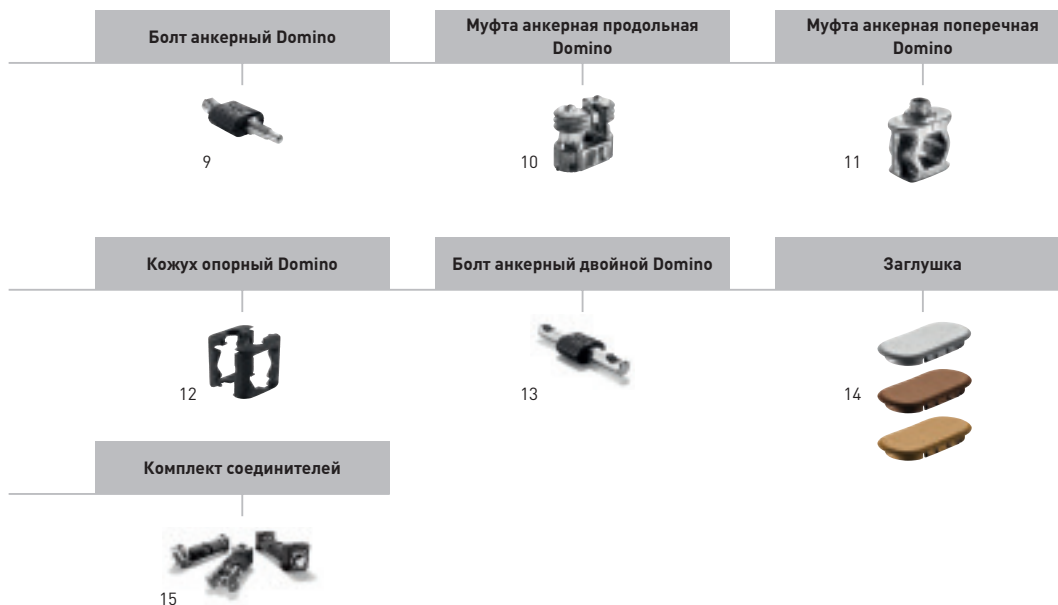 Болт анкерный Domino
Муфта анкерная продольная
Domino
Муфта анкерная поперечная
Domino
9
10
11
Кожух опорный Domino
Болт анкерный двойной Domino
Заглушка
12
13
14
Комплект соединителей
15